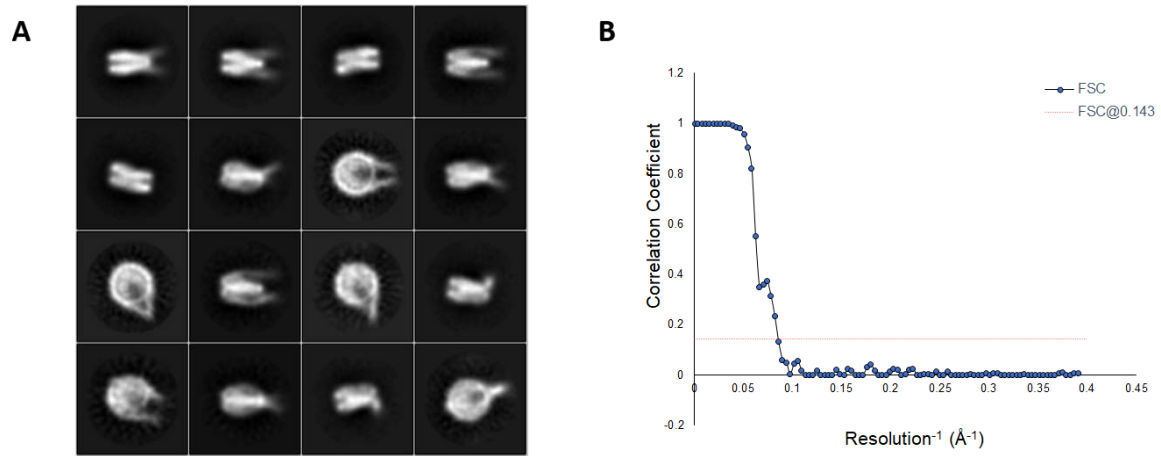 A
B
1.2
1
0.8
0.6
0.4
0.2
0
-0.2
Correlation Coefficient
FSC
FSC@0.143
0 0.05 0.1 0.15 0.2 0.25 0.3 0.35 0.4 0.45
Resolution⁻¹ (Å⁻¹)